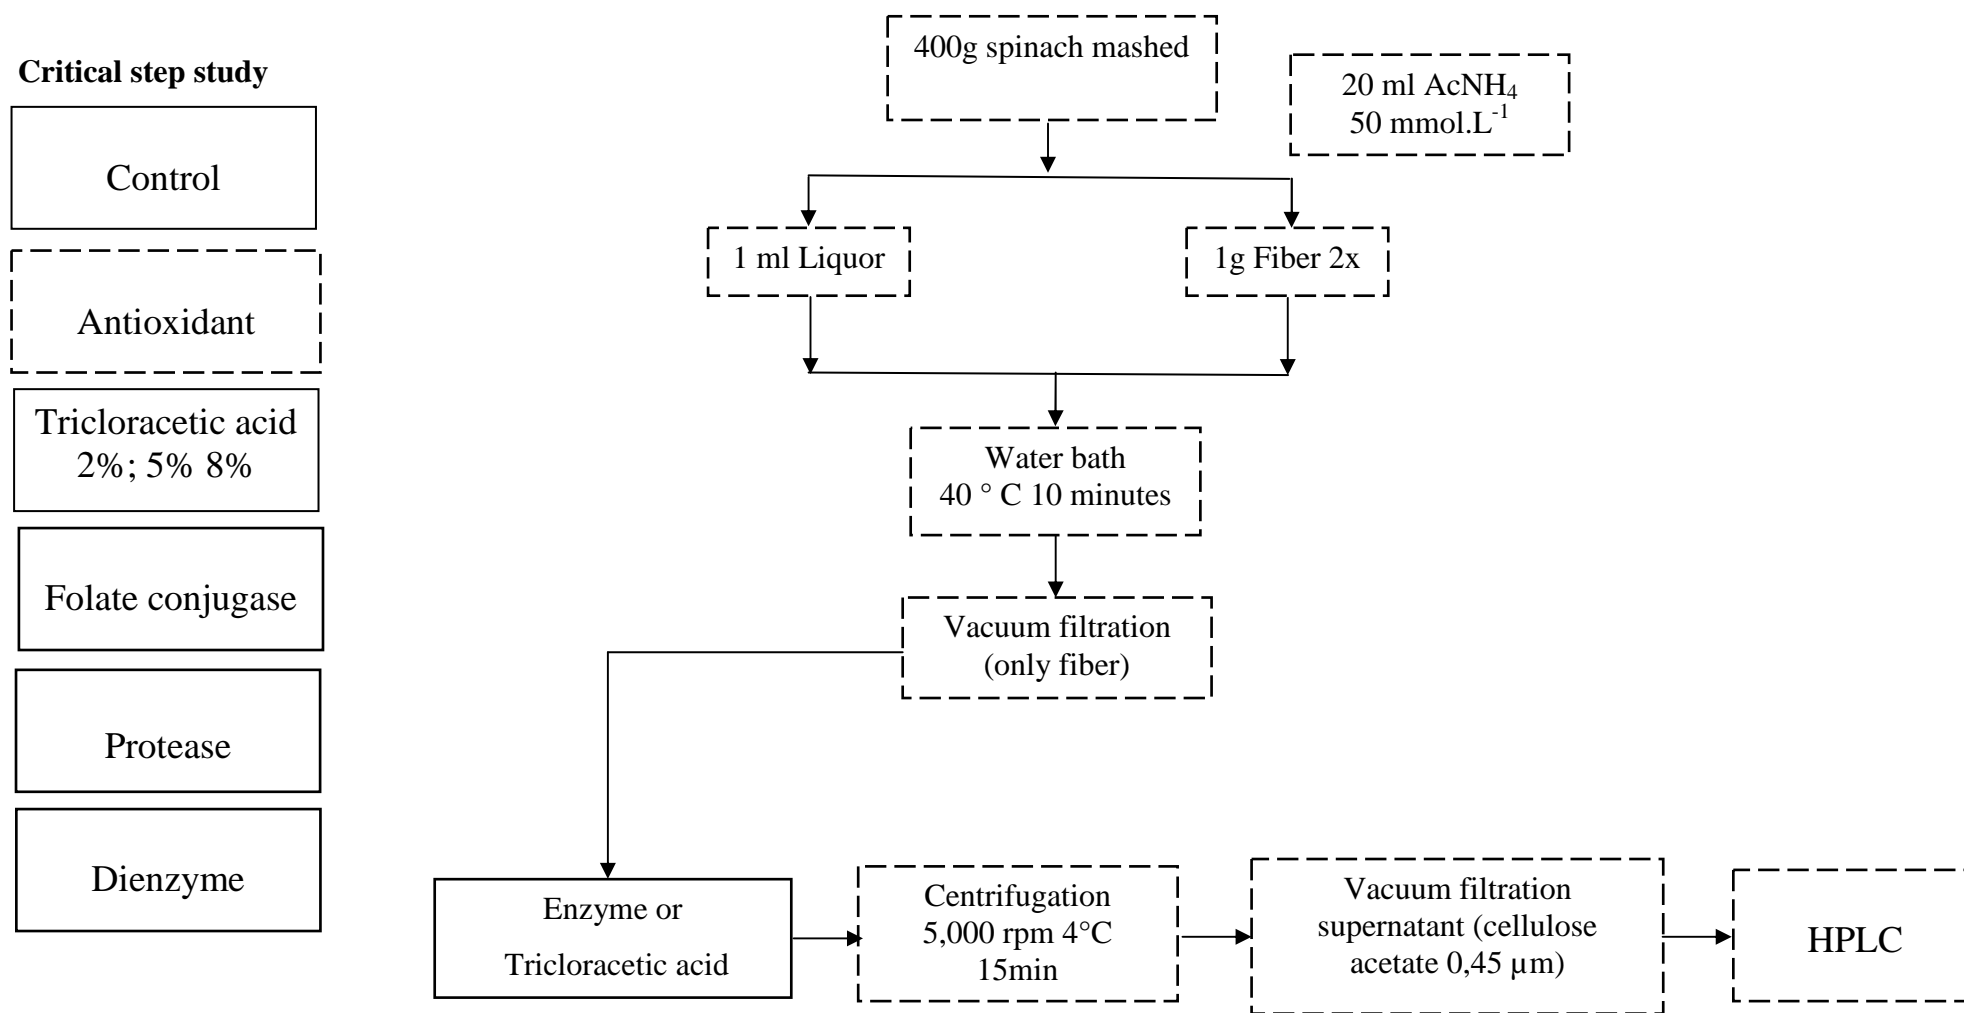 Critical step study
Control
Antioxidant
Tricloracetic acid
2%; 5% 8%
Folate conjugase
Protease
Dienzyme
400g spinach mashed
20 ml AcNH₄
50 mmol.L⁻¹
1 ml Liquor
1g Fiber 2x
Water bath
40 ° C 10 minutes
Vacuum filtration
(only fiber)
Enzyme or
Tricloracetic acid
Centrifugation
5,000 rpm 4°C
15min
Vacuum filtration
supernatant (cellulose
acetate 0,45 µm)
HPLC